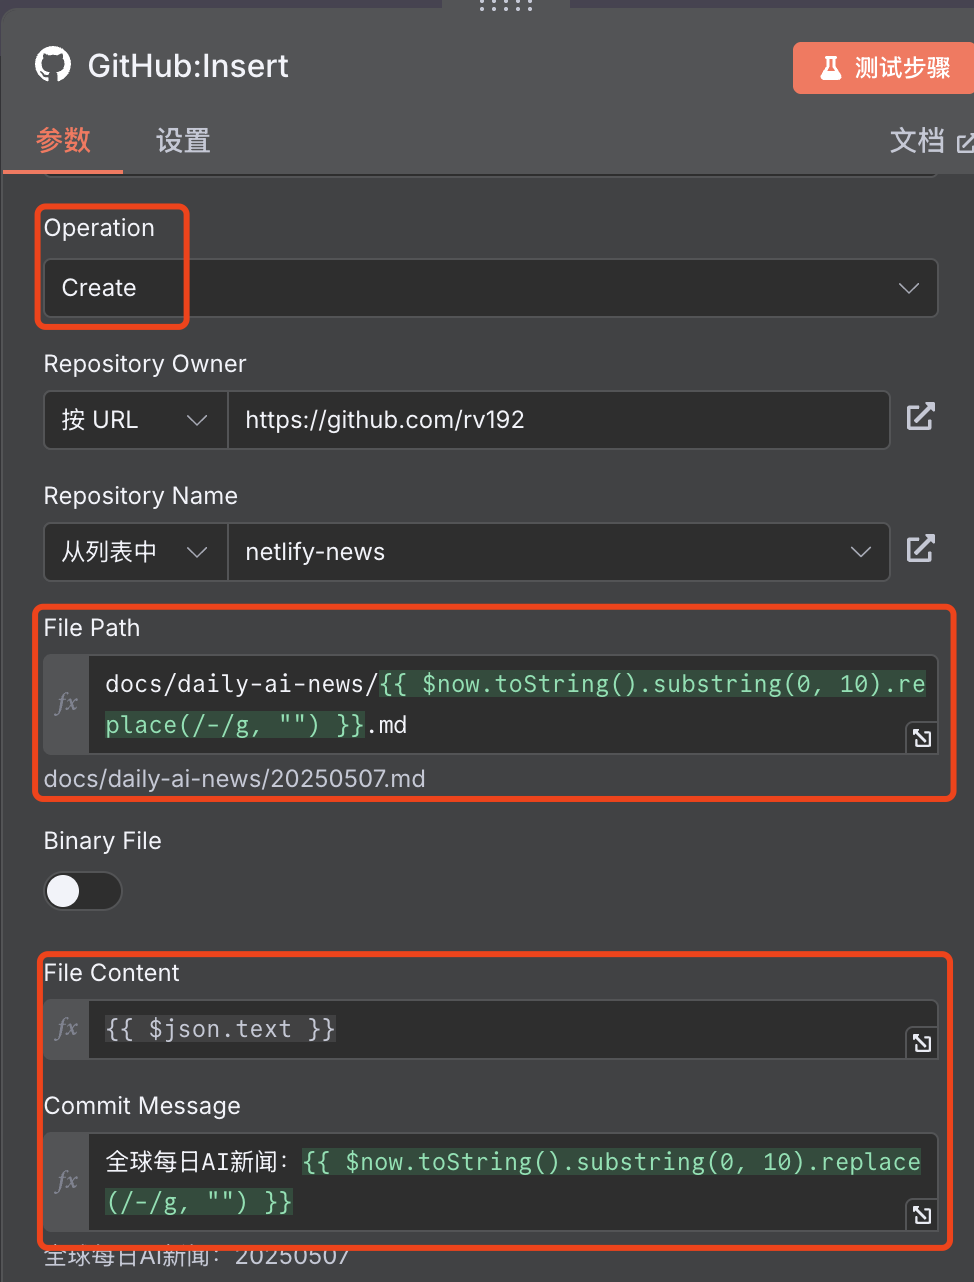 GitHub:Insert
测试步骤
参数
设置
文档
Operation
Create
Repository Owner
按 URL
https://github.com/rv192
Repository Name
从列表中
netlify-news
File Path
fx
docs/daily-ai-news/{{ $now.toString().substring(0, 10).re
place(/-/g, "") }}.md
docs/daily-ai-news/20250507.md
Binary File
File Content
fx
{{ $json.text }}
Commit Message
fx
全球每日AI新闻: {{ $now.toString().substring(0, 10).replace
(/-/g, "") }}
全球每日AI新闻: 20250507